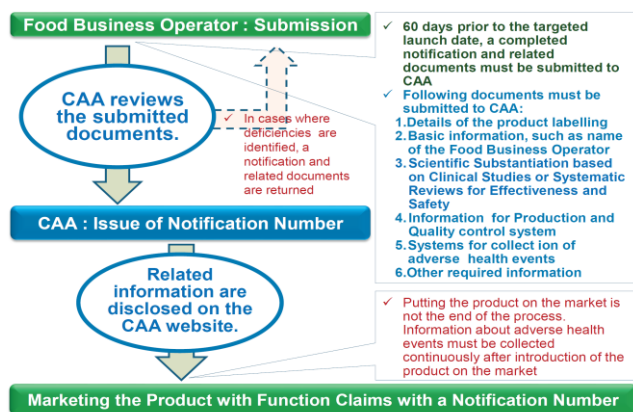 Food Business Operator : Submission
CAA reviews
the submitted
documents.
✓ In cases where
deficiencies are
identified, a
notification and
related documents
are returned
✓ 60 days prior to the targeted
launch date, a completed
notification and related
documents must be submitted to
CAA
✓ Following documents must be
submitted to CAA:
1.Details of the product labelling
2.Basic information, such as name
of the Food Business Operator
3.Scientific Substantiation based
on Clinical Studies or Systematic
Reviews for Effectiveness and
Safety
4.Information for Production and
Quality control system
5.Systems for collect ion of
adverse health events
6.Other required information
CAA : Issue of Notification Number
Related
information are
disclosed on the
CAA website.
✓ Putting the product on the market is
not the end of the process.
Information about adverse health
events must be collected
continuously after introduction of the
product on the market
Marketing the Product with Function Claims with a Notification Number